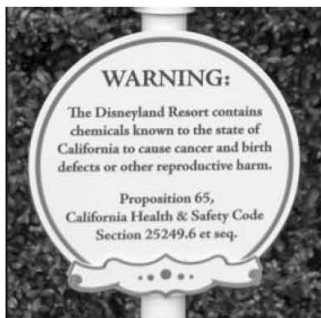 WARNING:
The Disneyland Resort contains
chemicals known to the state of
California to cause cancer and birth
defects or other reproductive harm.
Proposition 65,
California Health & Safety Code
Section 25249.6 et seq.